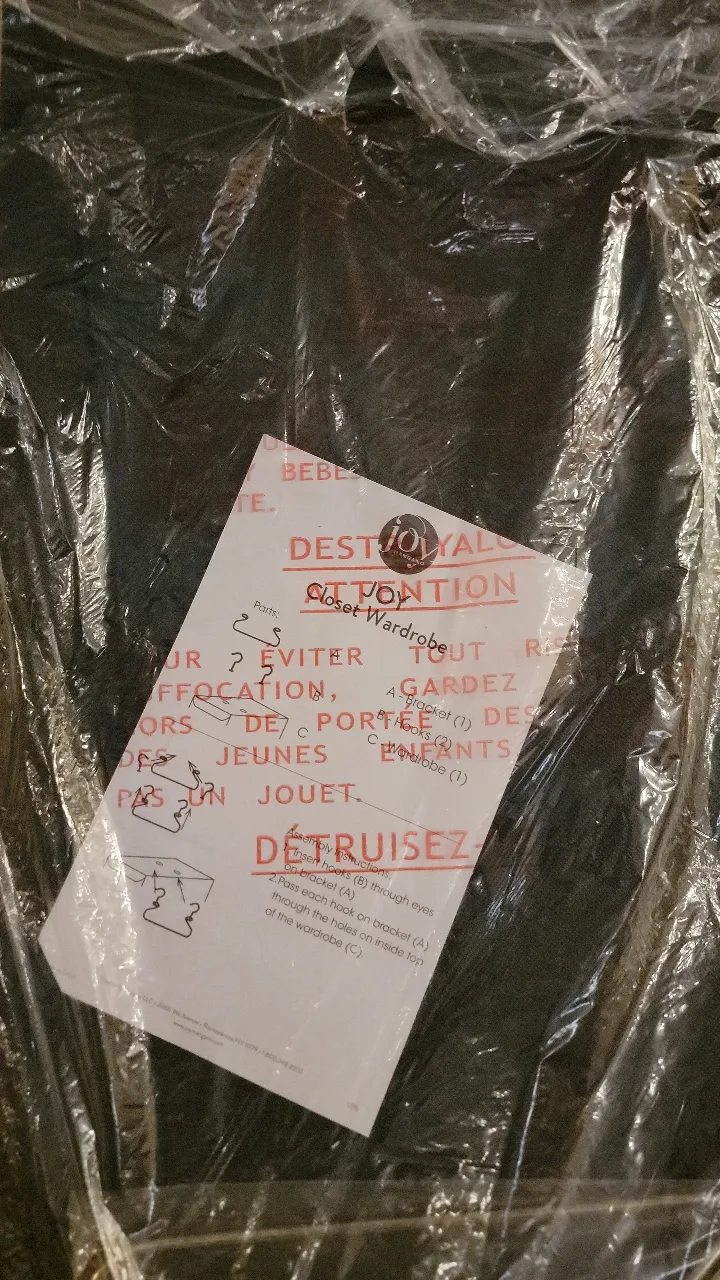 BEBES
TE.
joy
ATTENTION
JOY
Closet Wardrobe
Parts:
ÉVITER TOUT
FFOCATION, GARDEZ
ORS DE PORTÉE DES
DES JEUNES ENFANTS
PAS UN JOUET.
A
B
C
A - Bracket (1)
B - Hooks (2)
C - Wardrobe (1)
DÉTRUISEZ-
Assembly Instructions:
1. Insert hooks (B) through eyes
on bracket (A)
2. Pass each hook on bracket (A)
through the holes on inside top
of the wardrobe (C)